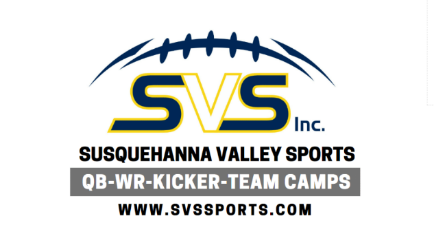 SVS Inc.
SUSQUEHANNA VALLEY SPORTS
QB-WR-KICKER-TEAM CAMPS
WWW.SVSSPORTS.COM